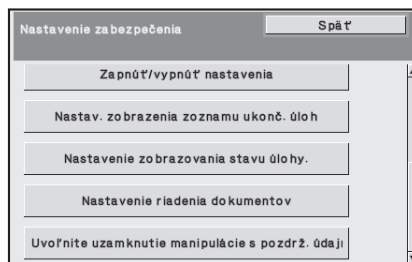 Nastavenie zabezpečenia
Späť
Zapnúť/vypnúť nastavenia
Nastav. zobrazenia zoznamu ukonč. úloh
Nastavenie zobrazovania stavu úlohy.
Nastavenie riadenia dokumentov
Uvoľnite uzamknutie manipulácie s pozdrž. údaji